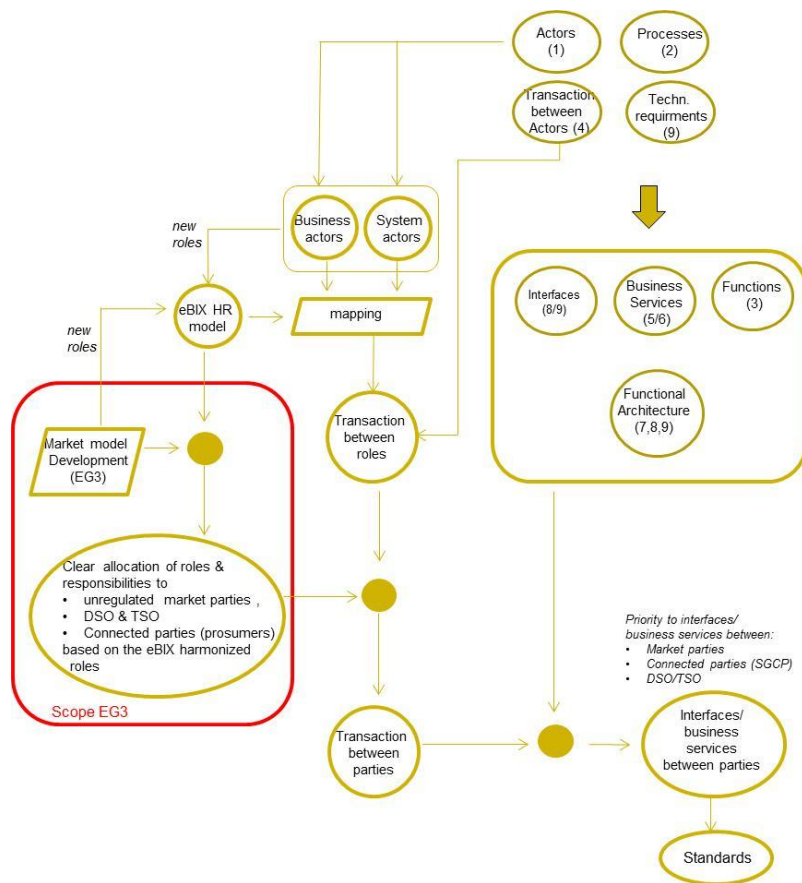 Actors
(1)
Processes
(2)
Transaction
between
Actors (4)
Techn.
requirments
(9)
Business
actors
System
actors
new
roles
eBIX HR
model
mapping
Interfaces
(8/9)
Business
Services
(5/6)
Functions
(3)
new
roles
Functional
Architecture
(7,8,9)
Transaction
between
roles
Market model
Development
(EG3)
Clear allocation of roles &
responsibilities to
• unregulated market parties ,
• DSO & TSO
• Connected parties (prosumers)
based on the eBIX harmonized
roles
Scope EG3
Priority to interfaces/
business services between:
• Market parties
• Connected parties (SGCP)
• DSO/TSO
Transaction
between
parties
Interfaces/
business
services
between parties
Standards